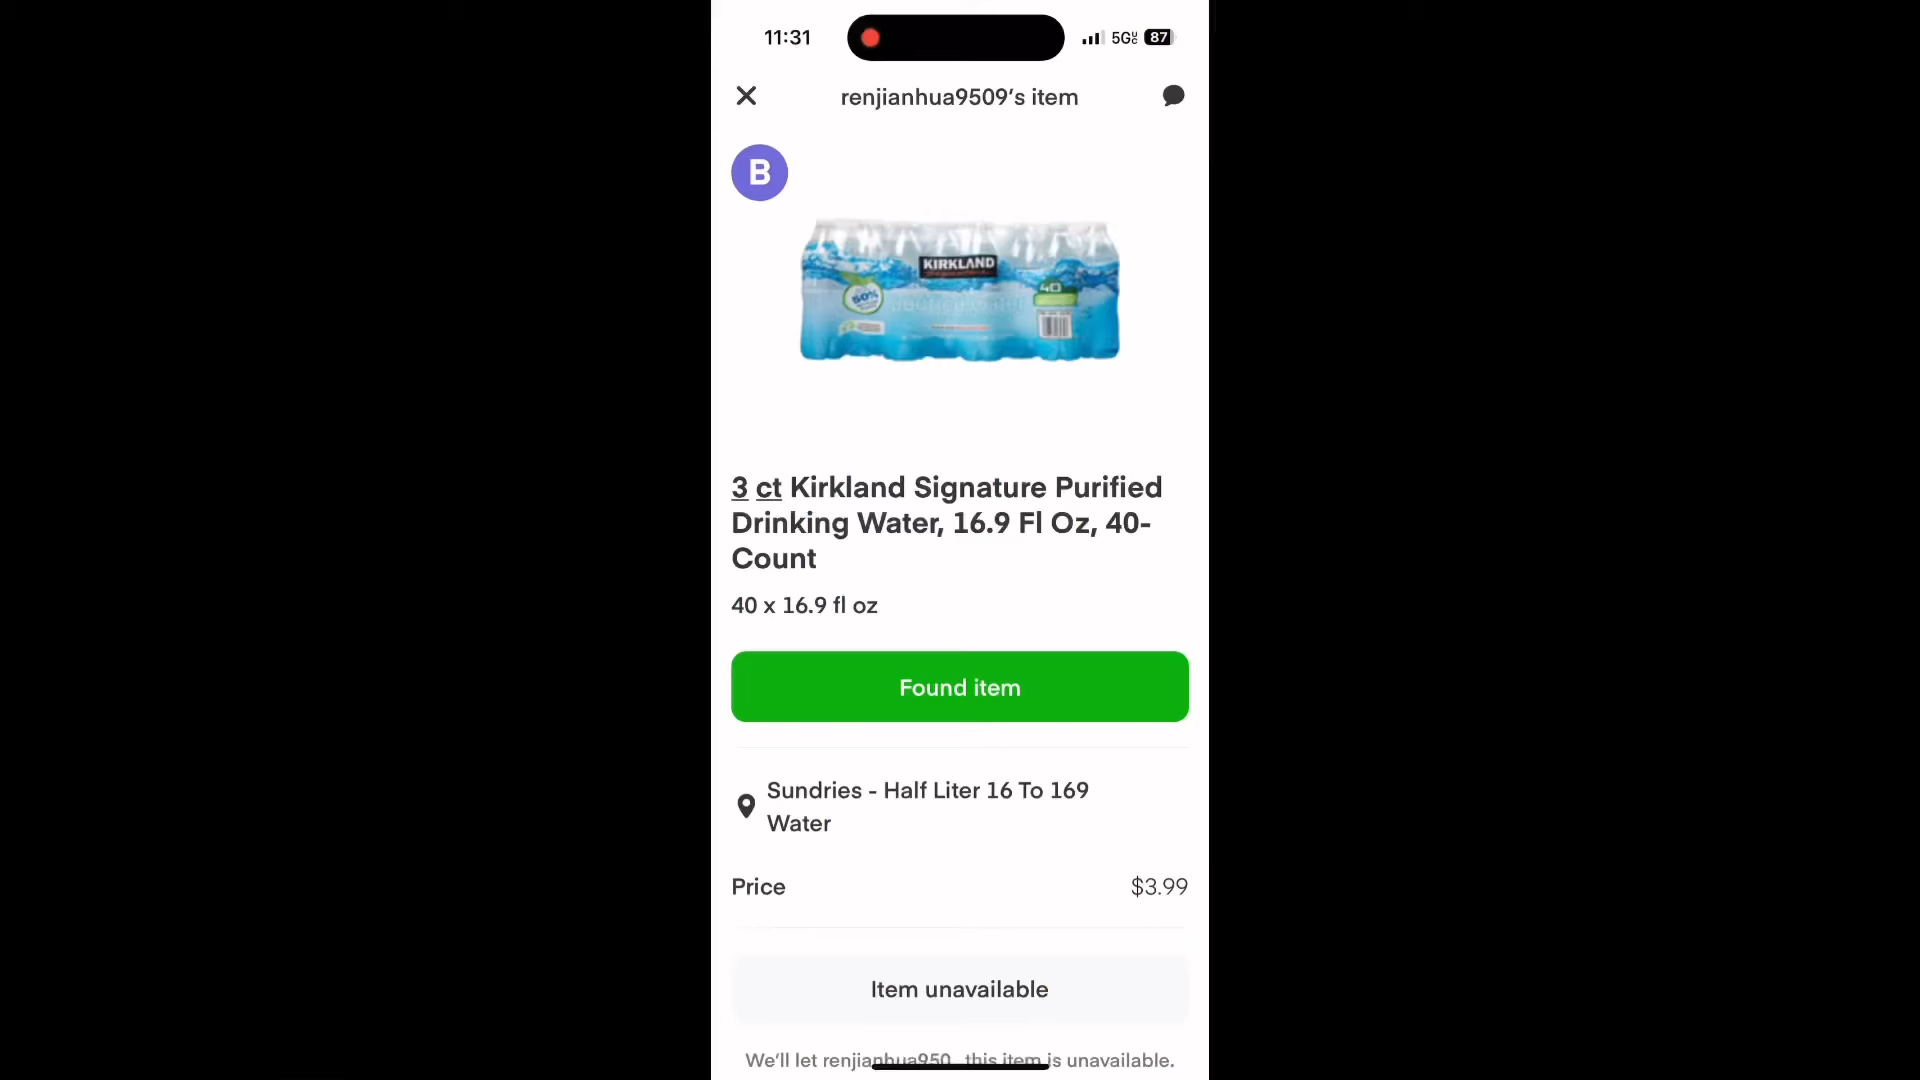 11:31
5G
87
renjianhua9509's item
B
KIRKLAND
50%
40
3 ct Kirkland Signature Purified
Drinking Water, 16.9 Fl Oz, 40-
Count
40 x 16.9 fl oz
Found item
Sundries - Half Liter 16 To 169
Water
Price $3.99
Item unavailable
We'll let renjianhua950... this item is unavailable.